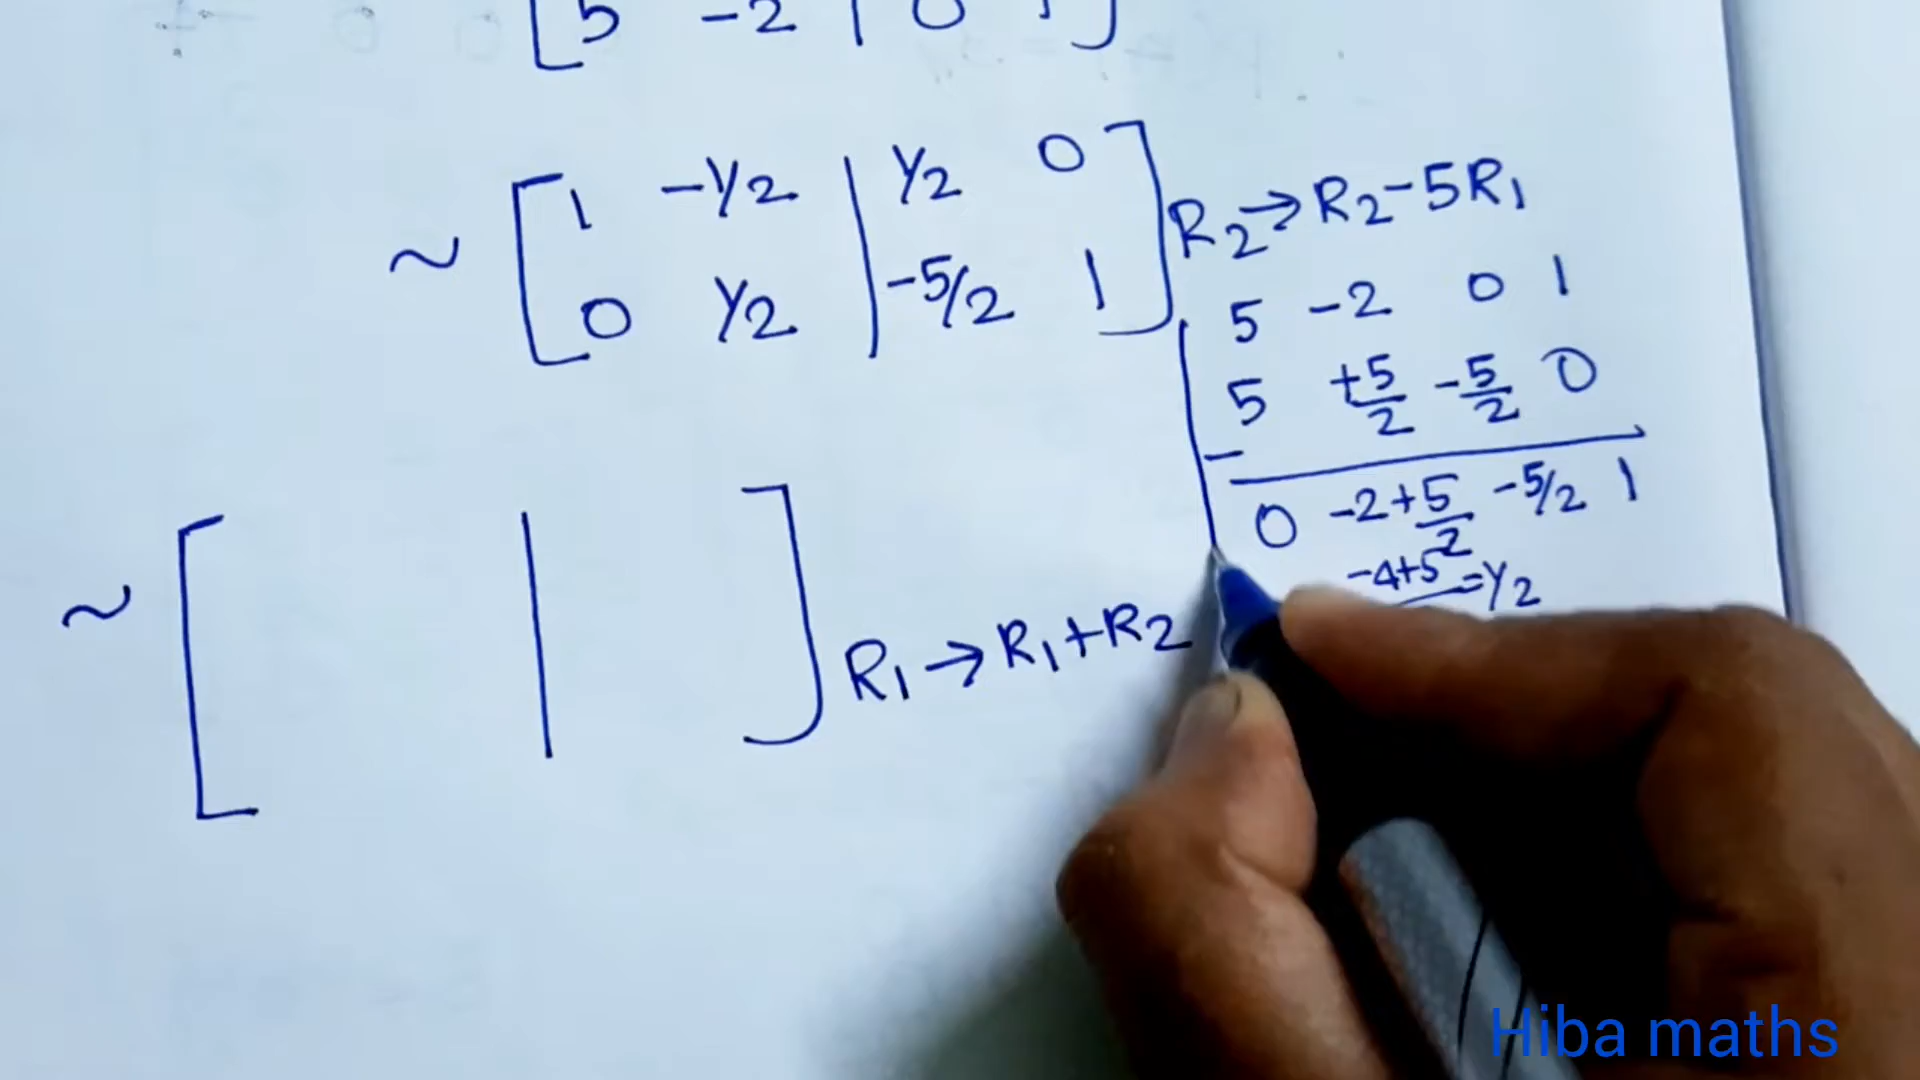 [5 -2 | 0 1]
~ [1 -1/2 | 1/2 0] R2→R2-5R1
[0 1/2 | -5/2 1]
5 -2 0 1
5 +5/2 -5/2 0
-
0 -2+5/2 -5/2 1
-4+5 =1/2
~ [ | ] R1→R1+R2
Hiba maths